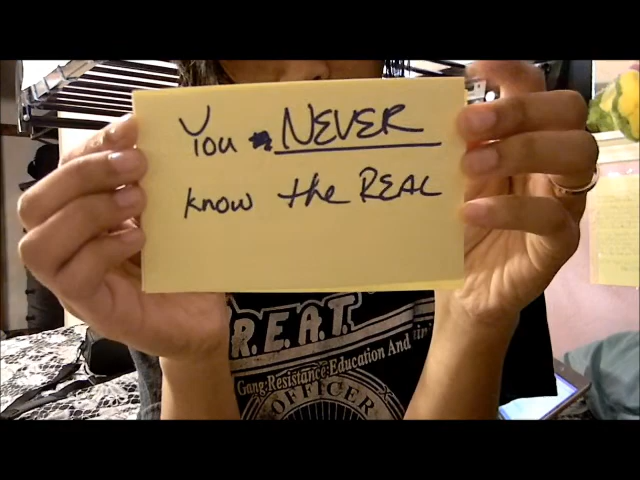 You NEVER
know the REAL
G.R.E.A.T.
Gang Resistance Education And
OFFICER